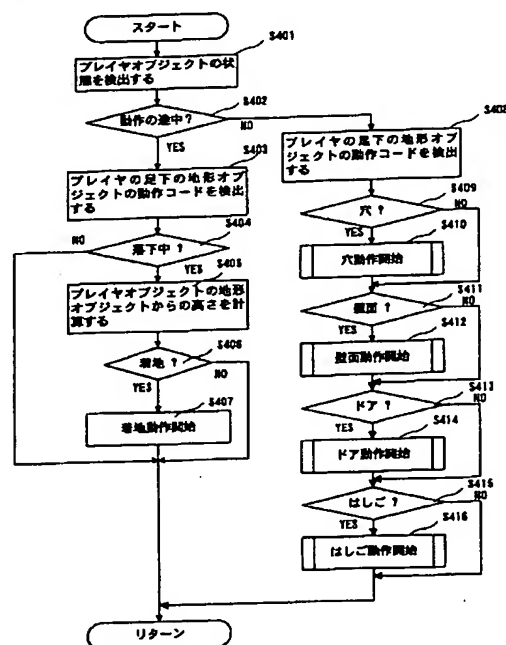 スタート
S401
プレイヤオブジェクトの状
態を検出する
S402
動作の途中?
NO
YES
S403
プレイヤの足下の地形オブ
ジェクトの動作コードを検出
する
S404
NO
落下中?
YES
S405
プレイヤオブジェクトの地形
オブジェクトからの高さを計
算する
S406
着地?
NO
YES
S407
着地動作開始
S408
プレイヤの足下の地形オブ
ジェクトの動作コードを検出
する
S409
穴?
NO
YES
S410
穴動作開始
S411
壁面?
NO
YES
S412
壁面動作開始
S413
ドア?
NO
YES
S414
ドア動作開始
S415
はしご?
NO
YES
S416
はしご動作開始
リターン